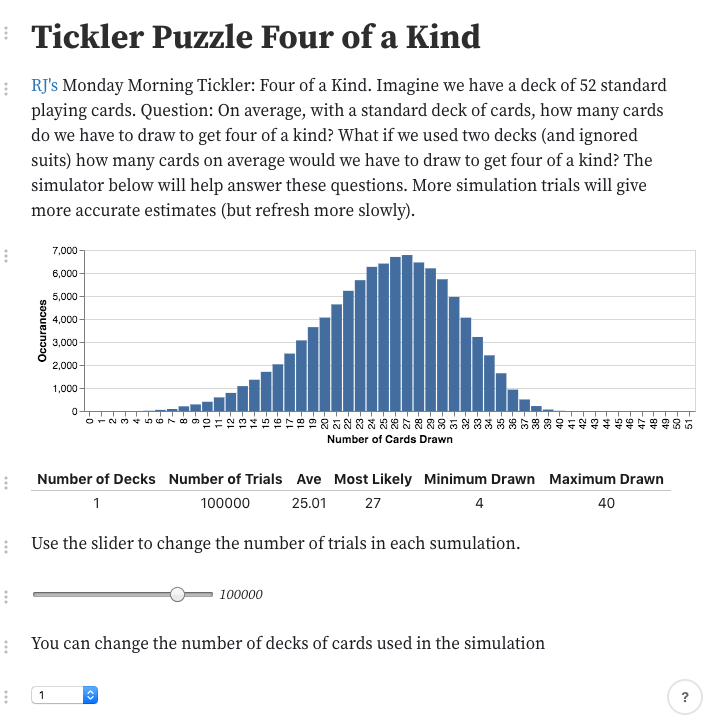 Tickler Puzzle Four of a Kind
RJ's Monday Morning Tickler: Four of a Kind. Imagine we have a deck of 52 standard
playing cards. Question: On average, with a standard deck of cards, how many cards
do we have to draw to get four of a kind? What if we used two decks (and ignored
suits) how many cards on average would we have to draw to get four of a kind? The
simulator below will help answer these questions. More simulation trials will give
more accurate estimates (but refresh more slowly).
7,000
6,000
5,000
4,000
3,000
2,000
1,000
0
Occurances
0 1 2 3 4 5 6 7 8 9 10 11 12 13 14 15 16 17 18 19 20 21 22 23 24 25 26 27 28 29 30 31 32 33 34 35 36 37 38 39 40 41 42 43 44 45 46 47 48 49 50 51
Number of Cards Drawn
Number of Decks Number of Trials Ave Most Likely Minimum Drawn Maximum Drawn
1 100000 25.01 27 4 40
Use the slider to change the number of trials in each sumulation.
100000
You can change the number of decks of cards used in the simulation
1
?